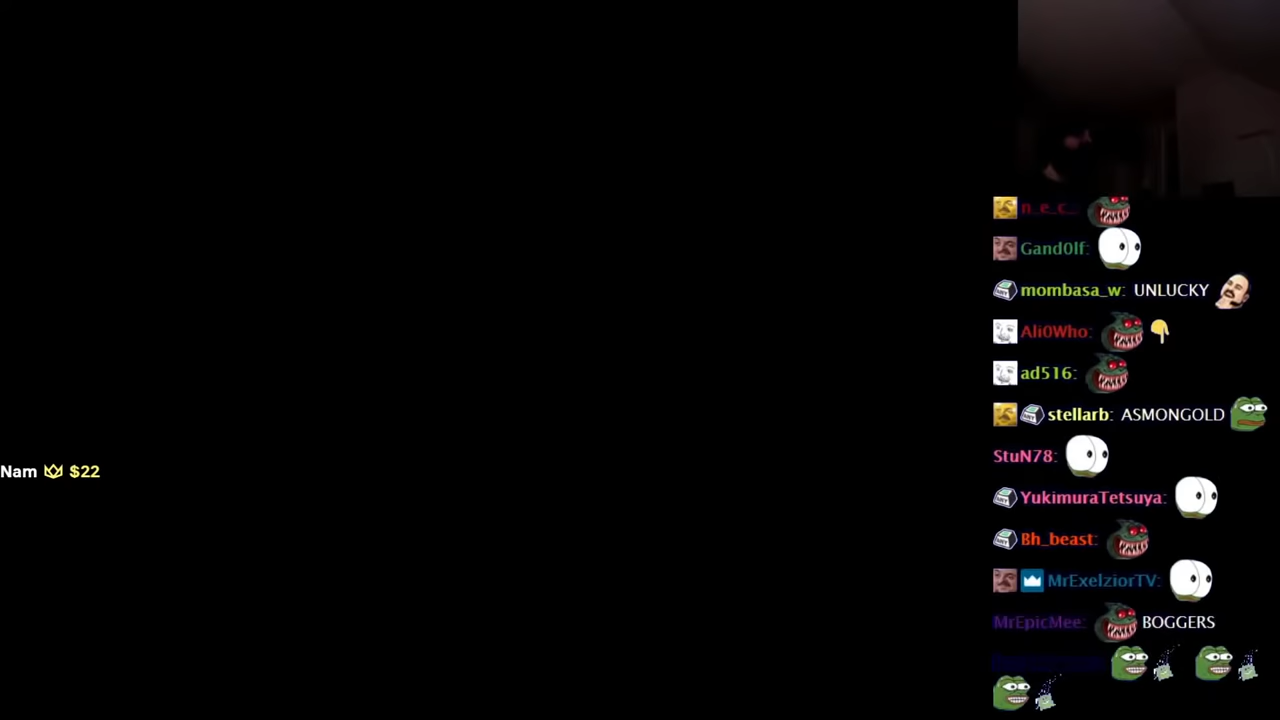 n_e_c_:
Gand0lf:
mombasa_w: UNLUCKY
Ali0Who:
ad516:
stellarb: ASMONGOLD
StuN78:
Nam $22
YukimuraTetsuya:
Bh_beast:
MrExelziorTV:
MrEpicMee: BOGGERS